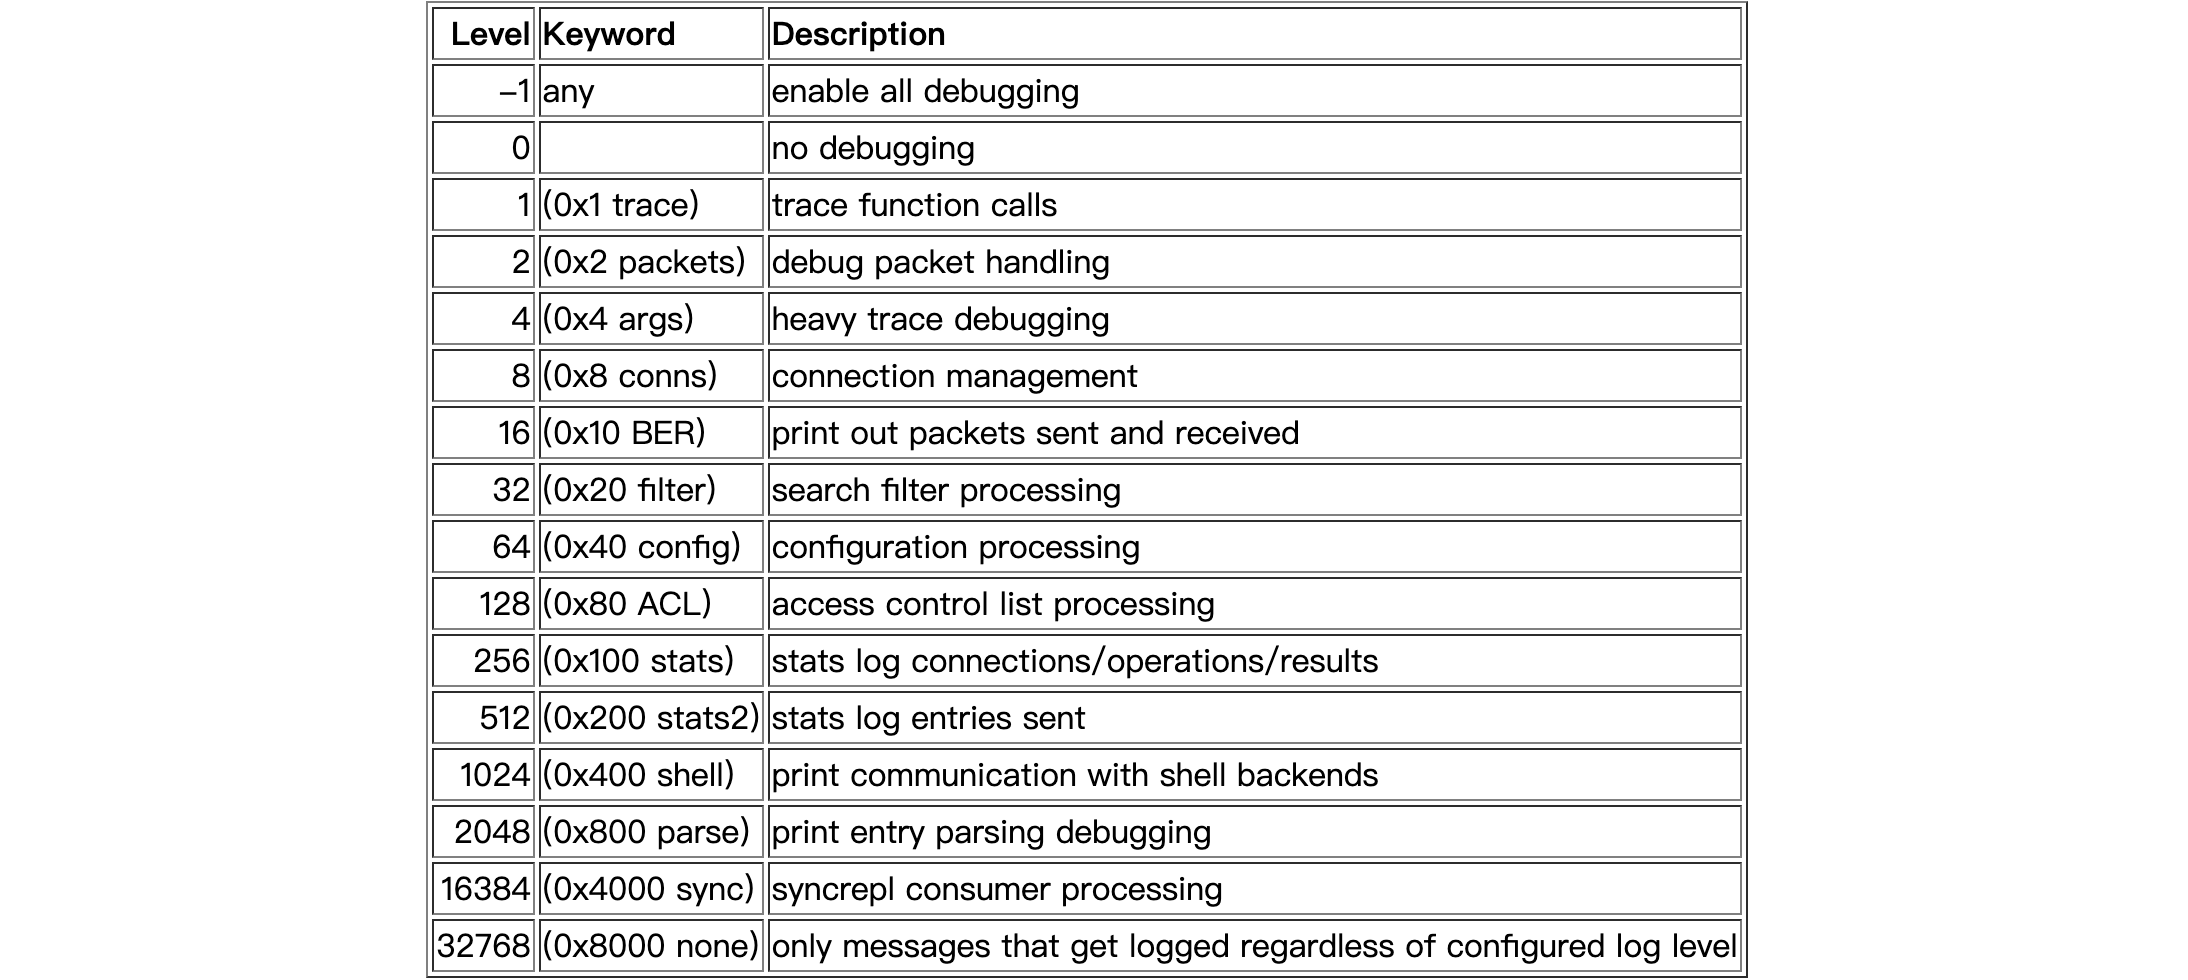 Level Keyword Description
–1 any enable all debugging
0 no debugging
1 (0x1 trace) trace function calls
2 (0x2 packets) debug packet handling
4 (0x4 args) heavy trace debugging
8 (0x8 conns) connection management
16 (0x10 BER) print out packets sent and received
32 (0x20 filter) search filter processing
64 (0x40 config) configuration processing
128 (0x80 ACL) access control list processing
256 (0x100 stats) stats log connections/operations/results
512 (0x200 stats2) stats log entries sent
1024 (0x400 shell) print communication with shell backends
2048 (0x800 parse) print entry parsing debugging
16384 (0x4000 sync) syncrepl consumer processing
32768 (0x8000 none) only messages that get logged regardless of configured log level